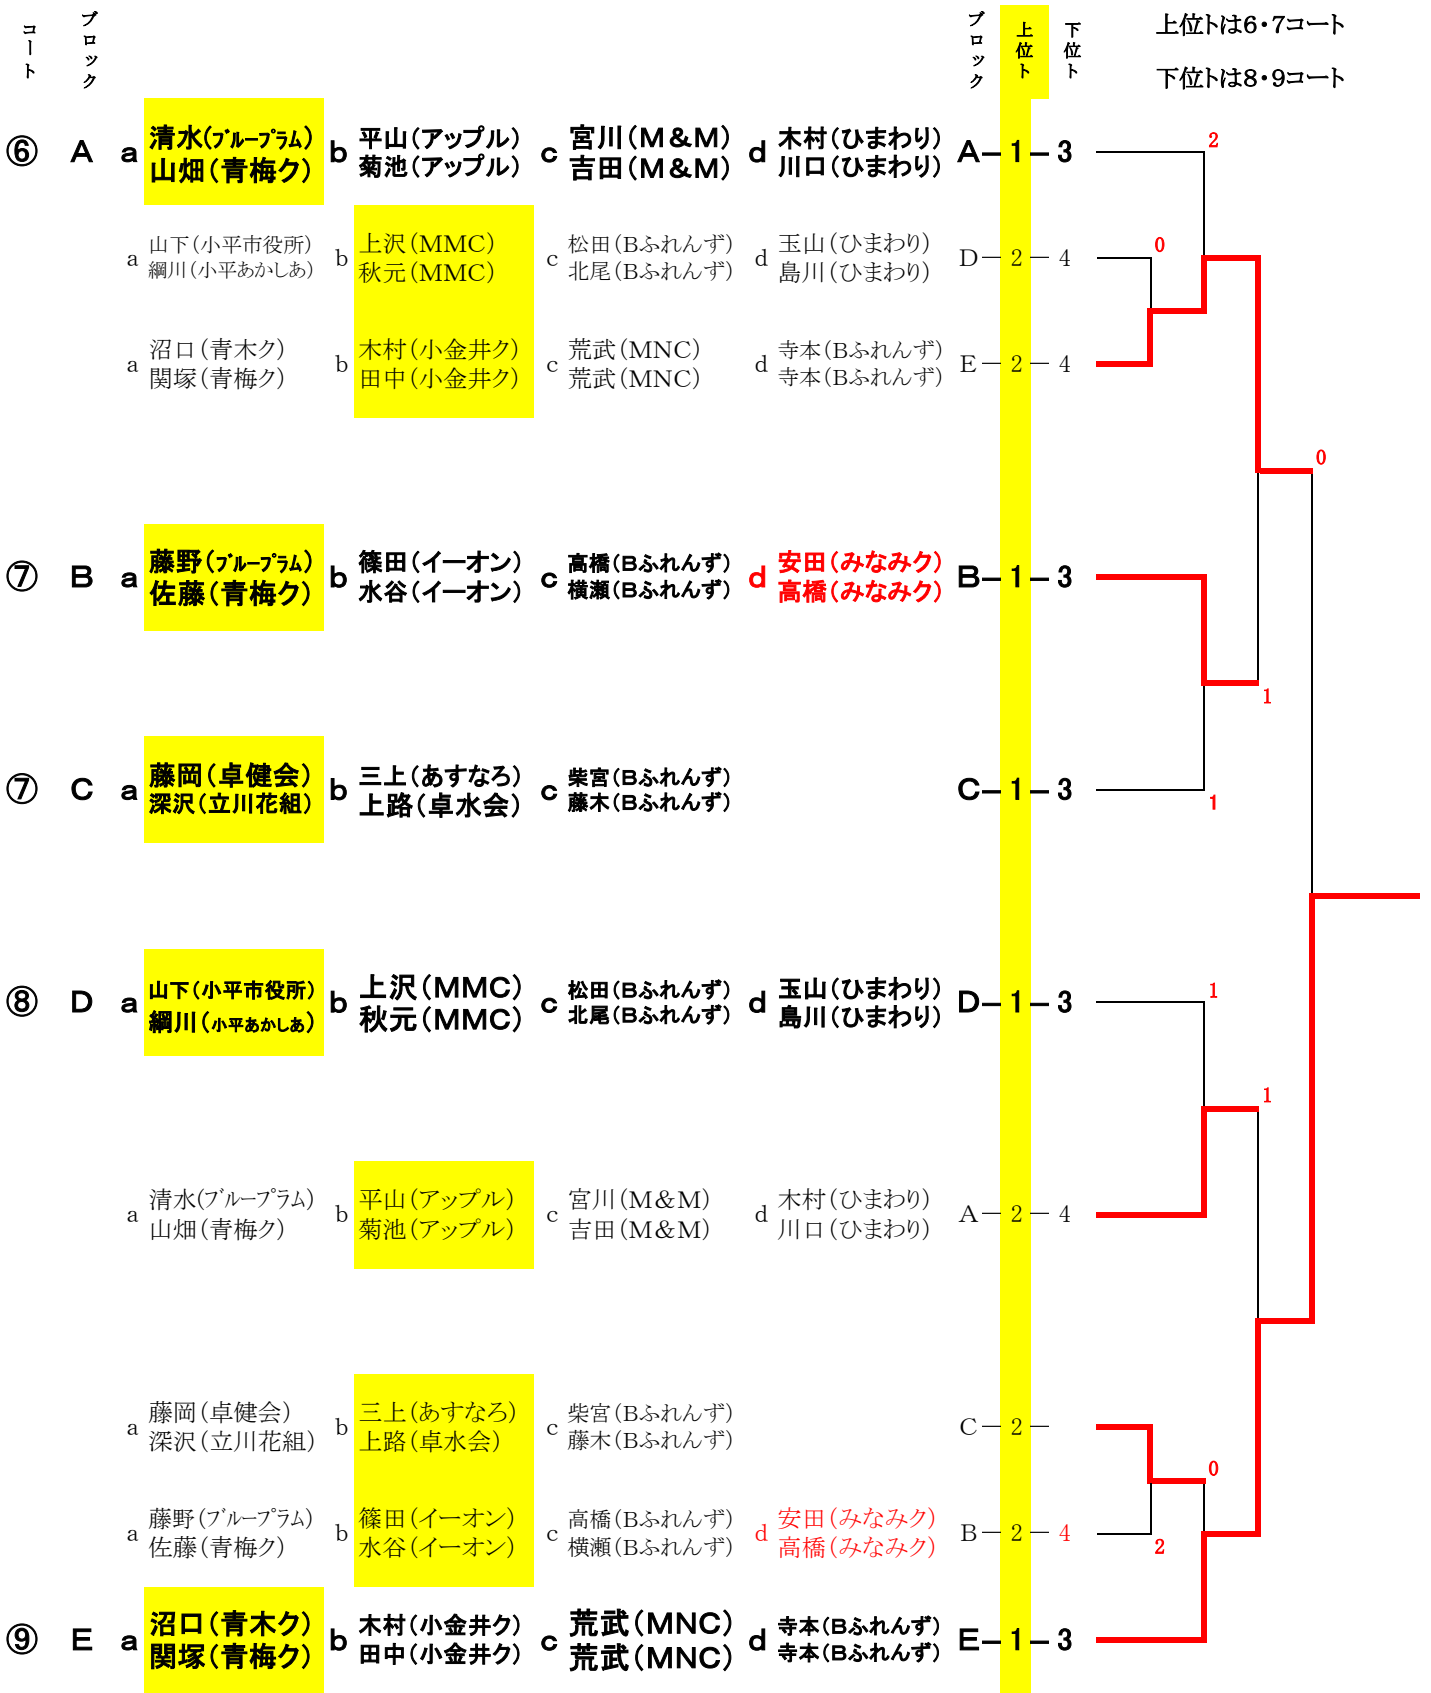 コート ブロック ブロック 上位ト 下位ト 上位トは6・7コート
下位トは8・9コート
⑥ A a 清水(ブループラム) b 平山(アップル) c 宮川(M&M) d 木村(ひまわり) A 1 3 2
山畑(青梅ク) 菊池(アップル) 吉田(M&M) 川口(ひまわり)
a 山下(小平市役所) b 上沢(MMC) c 松田(Bふれんず) d 玉山(ひまわり) D 2 4 0
綱川(小平あかしあ) 秋元(MMC) 北尾(Bふれんず) 島川(ひまわり)
a 沼口(青木ク) b 木村(小金井ク) c 荒武(MNC) d 寺本(Bふれんず) E 2 4
関塚(青梅ク) 田中(小金井ク) 荒武(MNC) 寺本(Bふれんず)
0
⑦ B a 藤野(ブループラム) b 篠田(イーオン) c 高橋(Bふれんず) d 安田(みなみク) B 1 3
佐藤(青梅ク) 水谷(イーオン) 横瀬(Bふれんず) 高橋(みなみク)
1
⑦ C a 藤岡(卓健会) b 三上(あすなろ) c 柴宮(Bふれんず) C 1 3
深沢(立川花組) 上路(卓水会) 藤木(Bふれんず) 1
⑧ D a 山下(小平市役所) b 上沢(MMC) c 松田(Bふれんず) d 玉山(ひまわり) D 1 3 1
綱川(小平あかしあ) 秋元(MMC) 北尾(Bふれんず) 島川(ひまわり)
1
a 清水(ブループラム) b 平山(アップル) c 宮川(M&M) d 木村(ひまわり) A 2 4
山畑(青梅ク) 菊池(アップル) 吉田(M&M) 川口(ひまわり)
a 藤岡(卓健会) b 三上(あすなろ) c 柴宮(Bふれんず) C 2
深沢(立川花組) 上路(卓水会) 藤木(Bふれんず)
0
a 藤野(ブループラム) b 篠田(イーオン) c 高橋(Bふれんず) d 安田(みなみク) B 2 4
佐藤(青梅ク) 水谷(イーオン) 横瀬(Bふれんず) 高橋(みなみク) 2
⑨ E a 沼口(青木ク) b 木村(小金井ク) c 荒武(MNC) d 寺本(Bふれんず) E 1 3
関塚(青梅ク) 田中(小金井ク) 荒武(MNC) 寺本(Bふれんず)